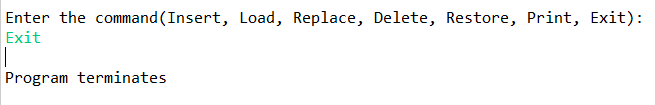 Enter the command(Insert, Load, Replace, Delete, Restore, Print, Exit):
Exit
Program terminates